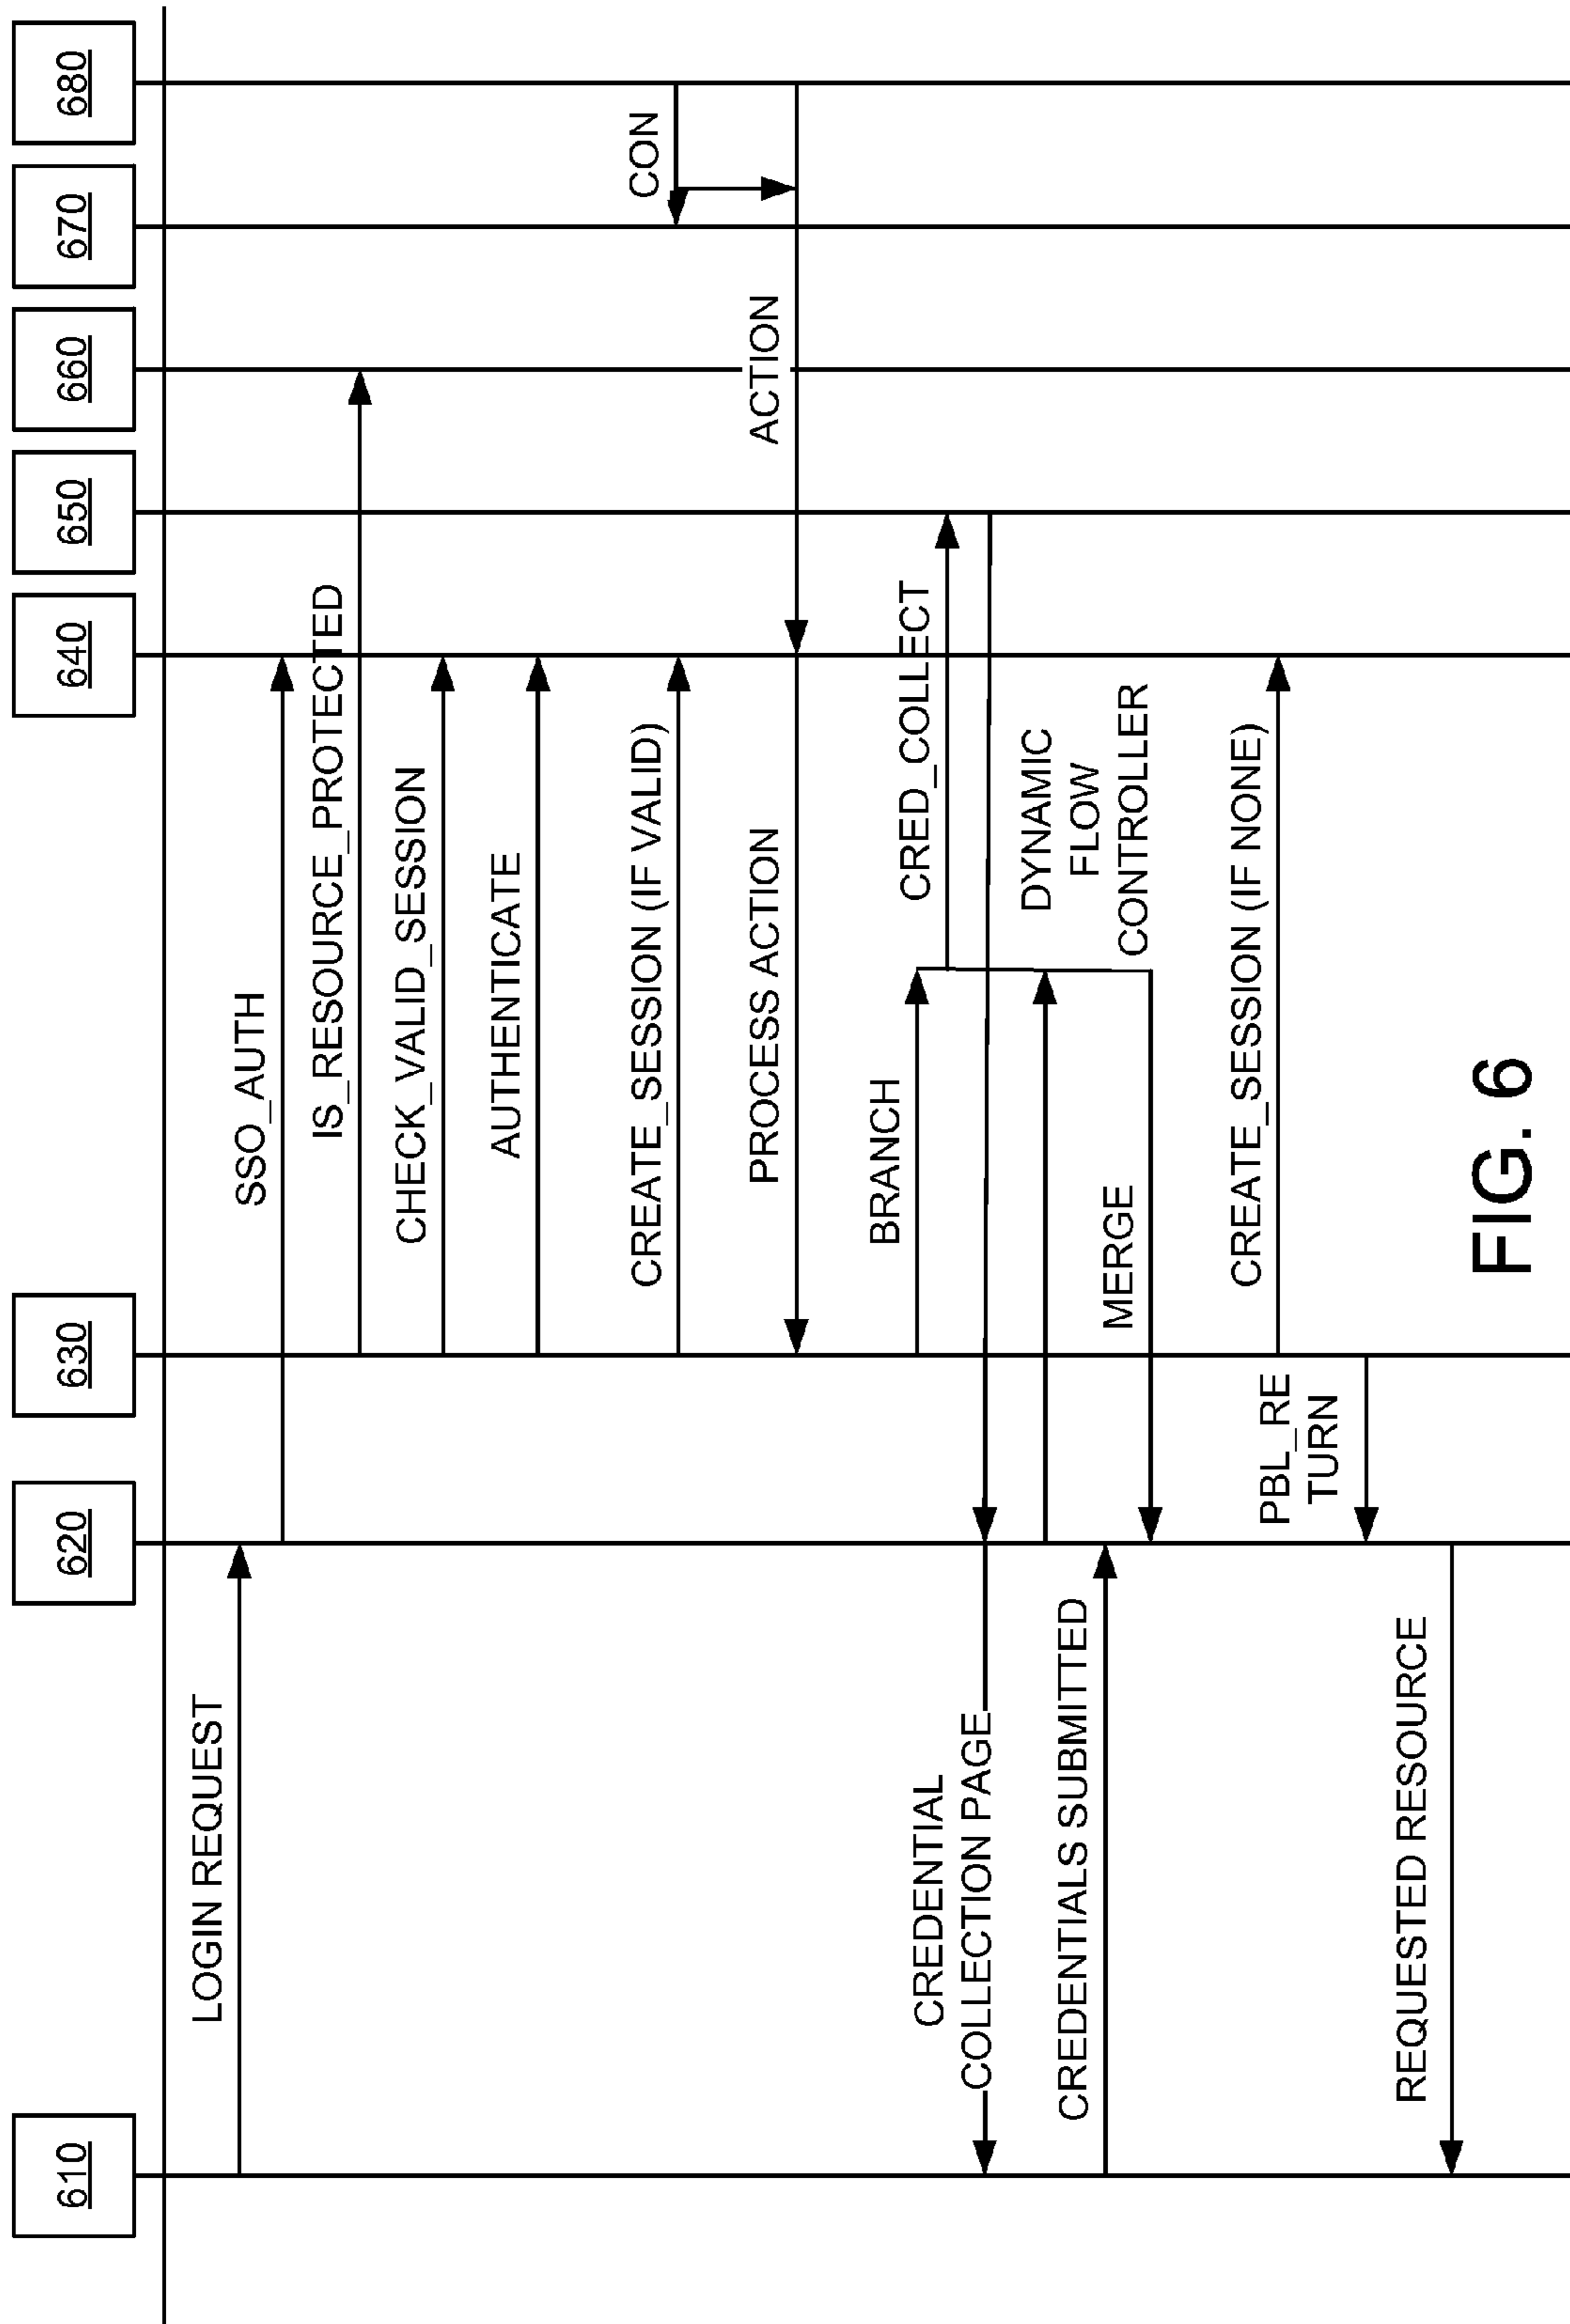 610
620
630
640
650
660
670
680
LOGIN REQUEST
SSO_AUTH
IS_RESOURCE_PROTECTED
CHECK_VALID_SESSION
AUTHENTICATE
CREATE_SESSION (IF VALID)
CON
PROCESS ACTION
ACTION
BRANCH
CRED_COLLECT
CREDENTIAL
COLLECTION PAGE
DYNAMIC
FLOW
CONTROLLER
CREDENTIALS SUBMITTED
MERGE
CREATE_SESSION (IF NONE)
PBL_RE
TURN
REQUESTED RESOURCE
FIG. 6